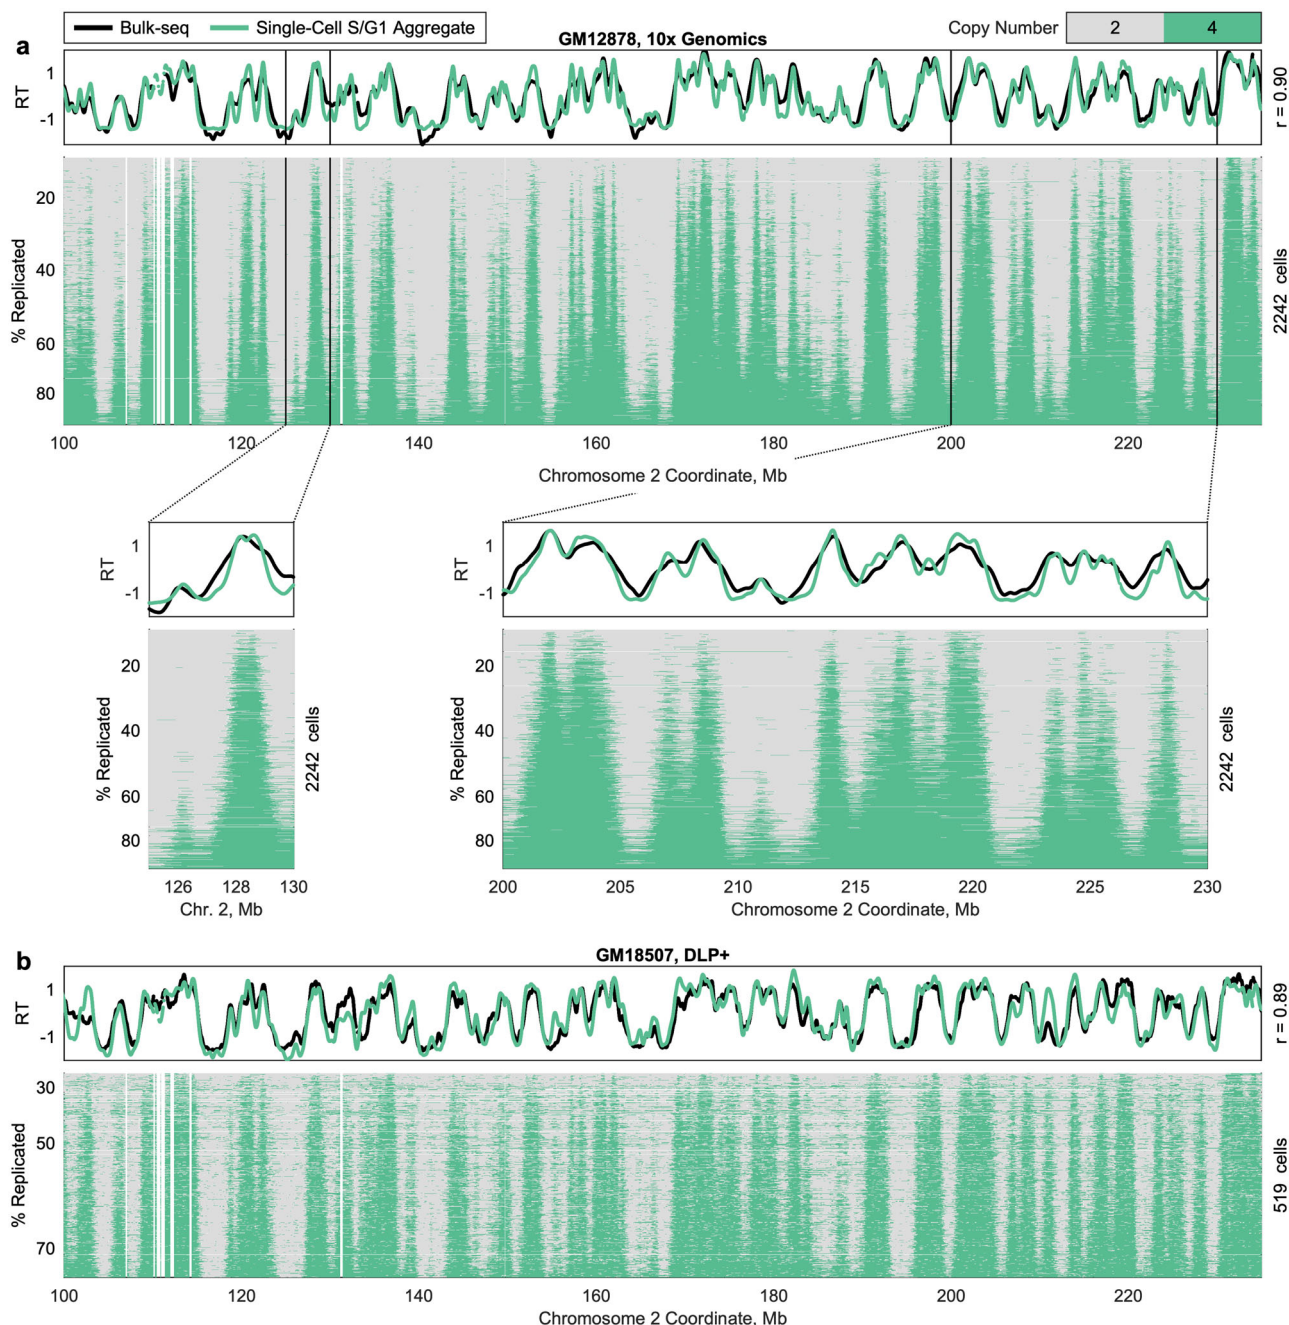 Bulk-seq Single-Cell S/G1 Aggregate
Copy Number 2 4
a
GM12878, 10x Genomics
RT
1
-1
r = 0.90
% Replicated
20
40
60
80
2242 cells
100 120 140 160 180 200 220
Chromosome 2 Coordinate, Mb
RT
1
-1
% Replicated
20
40
60
80
2242 cells
126 128 130
Chr. 2, Mb
RT
1
-1
% Replicated
20
40
60
80
2242 cells
200 205 210 215 220 225 230
Chromosome 2 Coordinate, Mb
b
GM18507, DLP+
RT
1
-1
r = 0.89
% Replicated
30
50
70
519 cells
100 120 140 160 180 200 220
Chromosome 2 Coordinate, Mb